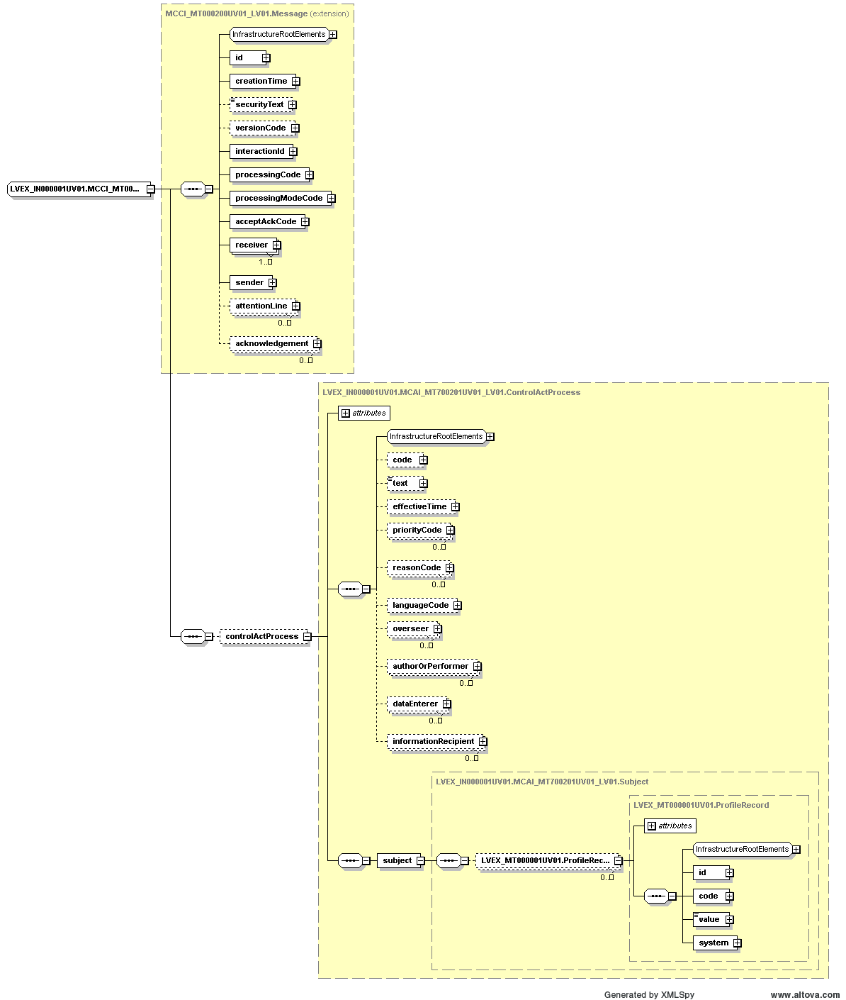 MCCI_MT000200UV01_LV01.Message (extension)
InfrastructureRootElements
id
creationTime
securityText
versionCode
interactionId
processingCode
LVEX_IN000001UV01.MCCI_MT00...
processingModeCode
acceptAckCode
receiver
1..
sender
attentionLine
0..
acknowledgement
0..
LVEX_IN000001UV01.MCAI_MT700201UV01_LV01.ControlActProcess
attributes
InfrastructureRootElements
code
text
effectiveTime
priorityCode
0..
reasonCode
0..
languageCode
overseer
controlActProcess
0..
authorOrPerformer
0..
dataEnterer
0..
informationRecipient
0..
LVEX_IN000001UV01.MCAI_MT700201UV01_LV01.Subject
LVEX_MT000001UV01.ProfileRecord
attributes
InfrastructureRootElements
subject
LVEX_MT000001UV01.ProfileRec...
0..
id
code
value
system
Generated by XMLSpy
www.altova.com